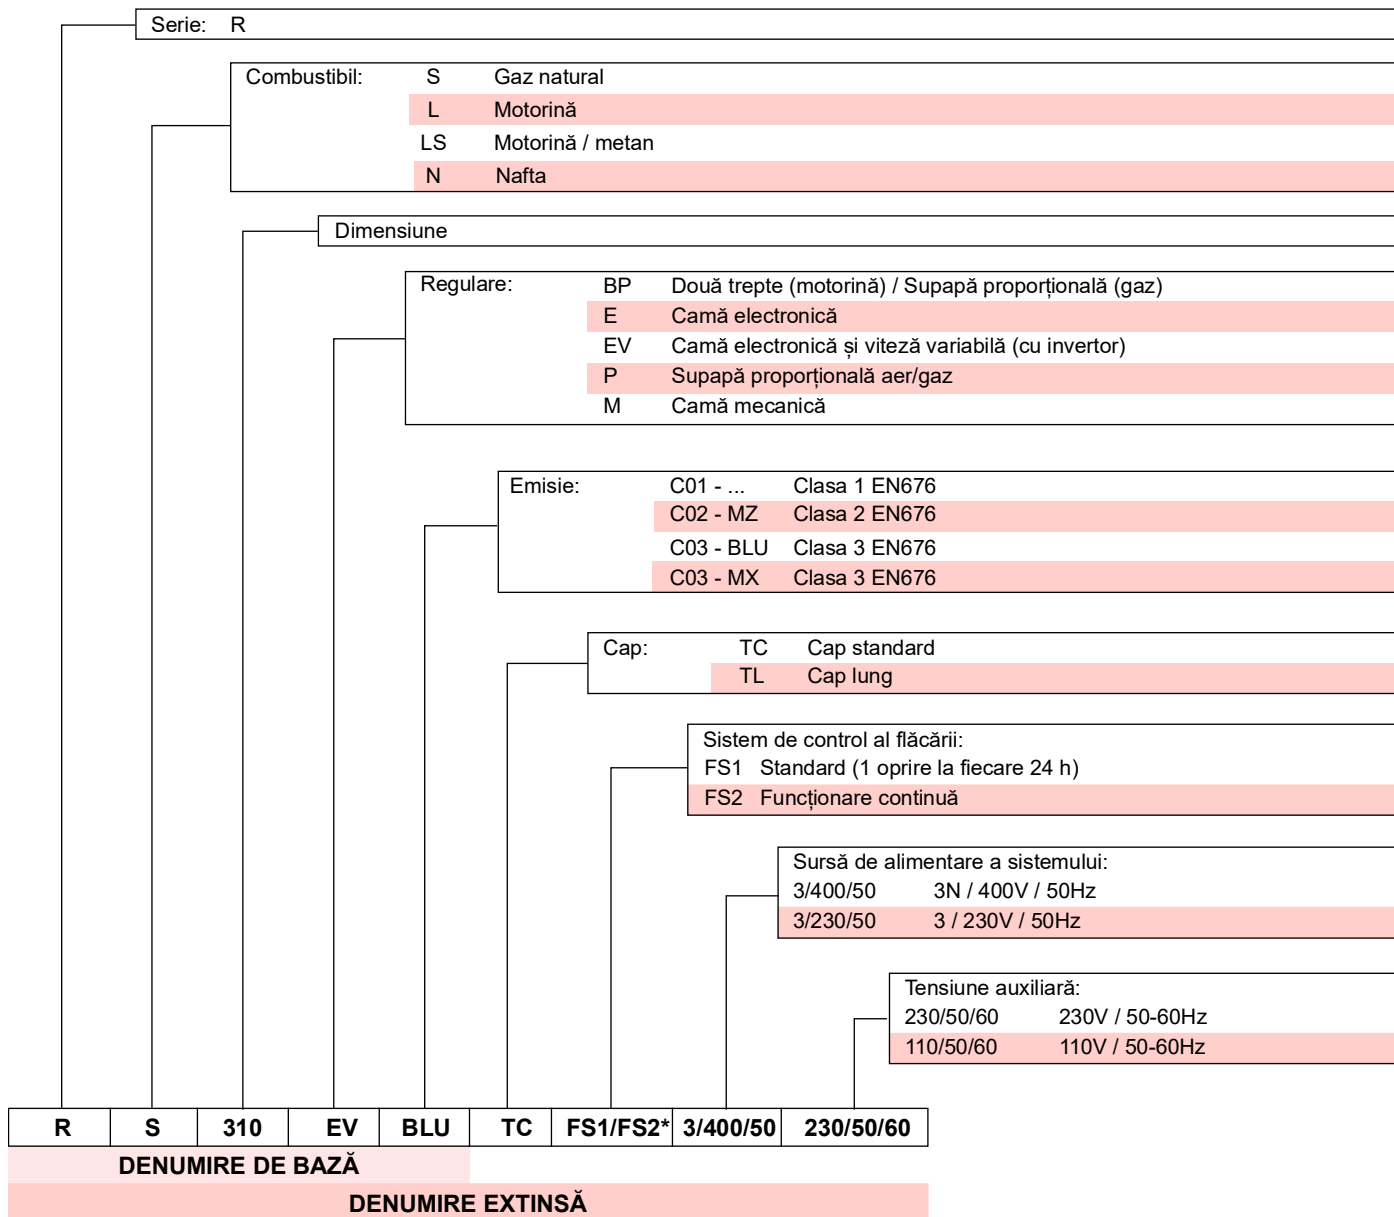 Serie: R
Combustibil: S Gaz natural
L Motorină
LS Motorină / metan
N Nafta
Dimensiune
Regulare: BP Două trepte (motorină) / Supapă proporțională (gaz)
E Camă electronică
EV Camă electronică și viteză variabilă (cu invertor)
P Supapă proporțională aer/gaz
M Camă mecanică
Emisie: C01 - ... Clasa 1 EN676
C02 - MZ Clasa 2 EN676
C03 - BLU Clasa 3 EN676
C03 - MX Clasa 3 EN676
Cap: TC Cap standard
TL Cap lung
Sistem de control al flăcării:
FS1 Standard (1 oprire la fiecare 24 h)
FS2 Funcționare continuă
Sursă de alimentare a sistemului:
3/400/50 3N / 400V / 50Hz
3/230/50 3 / 230V / 50Hz
Tensiune auxiliară:
230/50/60 230V / 50-60Hz
110/50/60 110V / 50-60Hz
R S 310 EV BLU TC FS1/FS2* 3/400/50 230/50/60
DENUMIRE DE BAZĂ
DENUMIRE EXTINSĂ